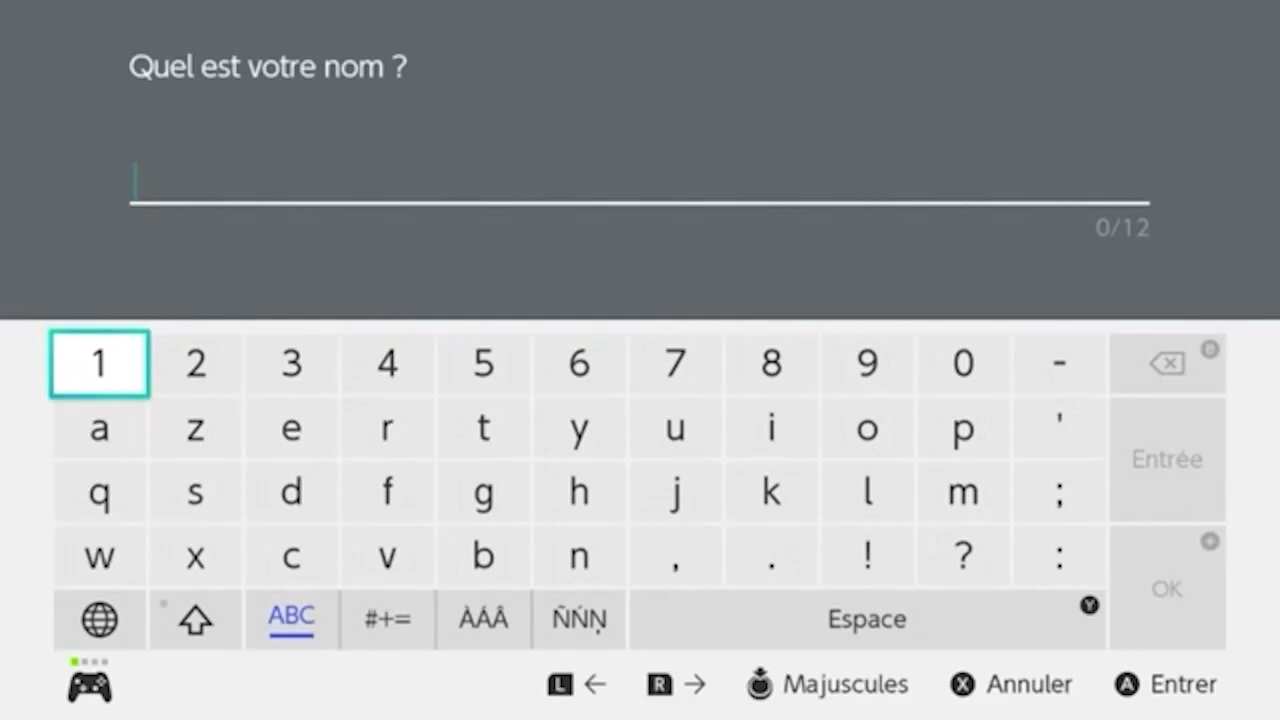 Quel est votre nom ?
0/12
1 2 3 4 5 6 7 8 9 0 -
a z e r t y u i o p '
Entrée
q s d f g h j k l m ;
w x c v b n , . ! ? :
OK
ABC #+= ÀÁÂ ÑŃŅ Espace Y
L ← R → Majuscules X Annuler A Entrer